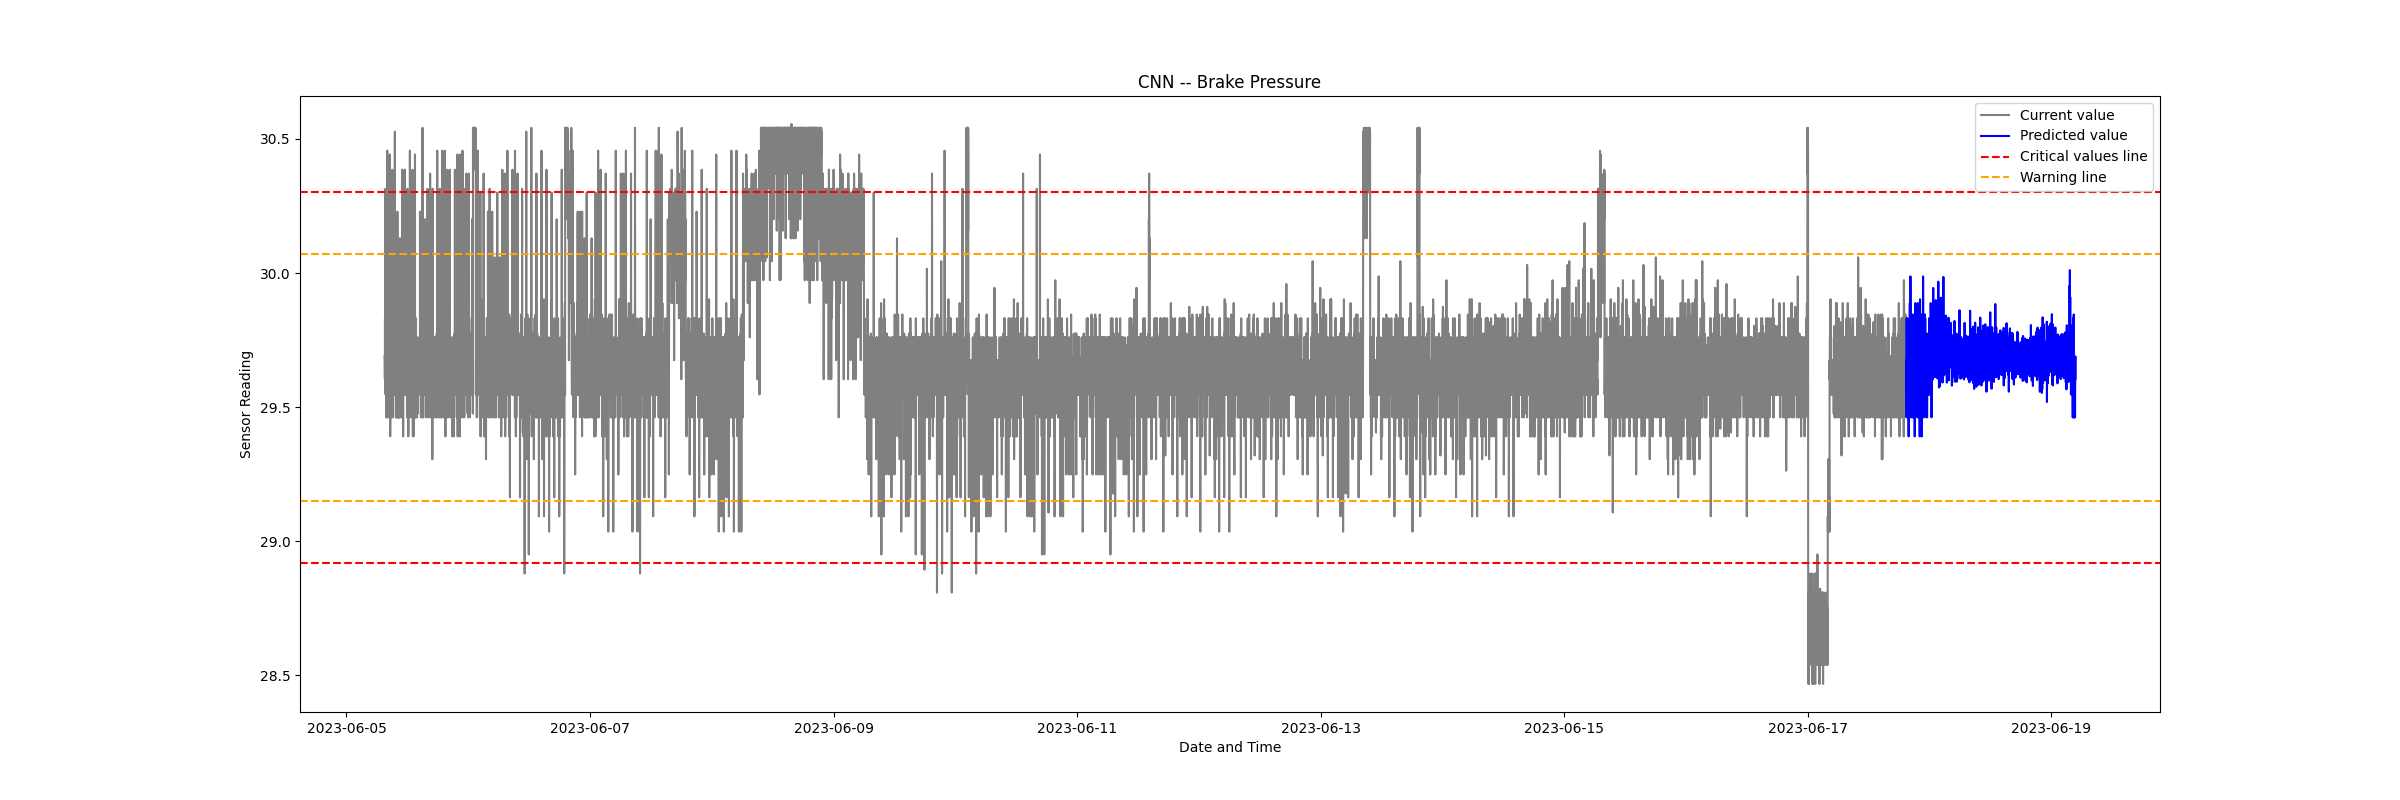 CNN -- Brake Pressure
Current value
Predicted value
Critical values line
Warning line
Sensor Reading
30.5
30.0
29.5
29.0
28.5
2023-06-05 2023-06-07 2023-06-09 2023-06-11 2023-06-13 2023-06-15 2023-06-17 2023-06-19
Date and Time